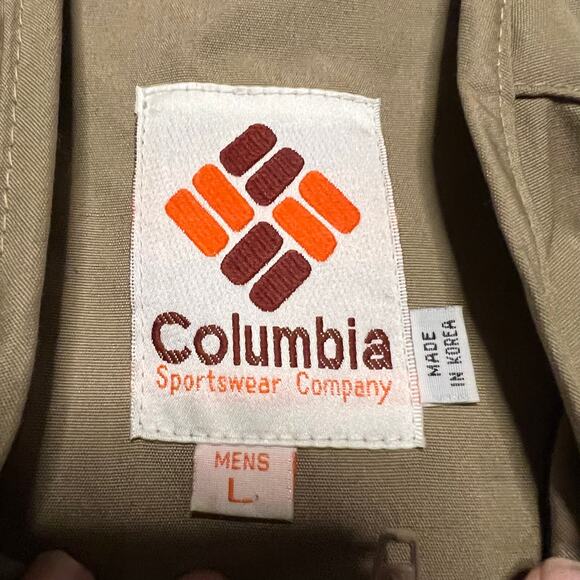 Columbia
Sportswear Company
MADE
IN KOREA
MENS
L